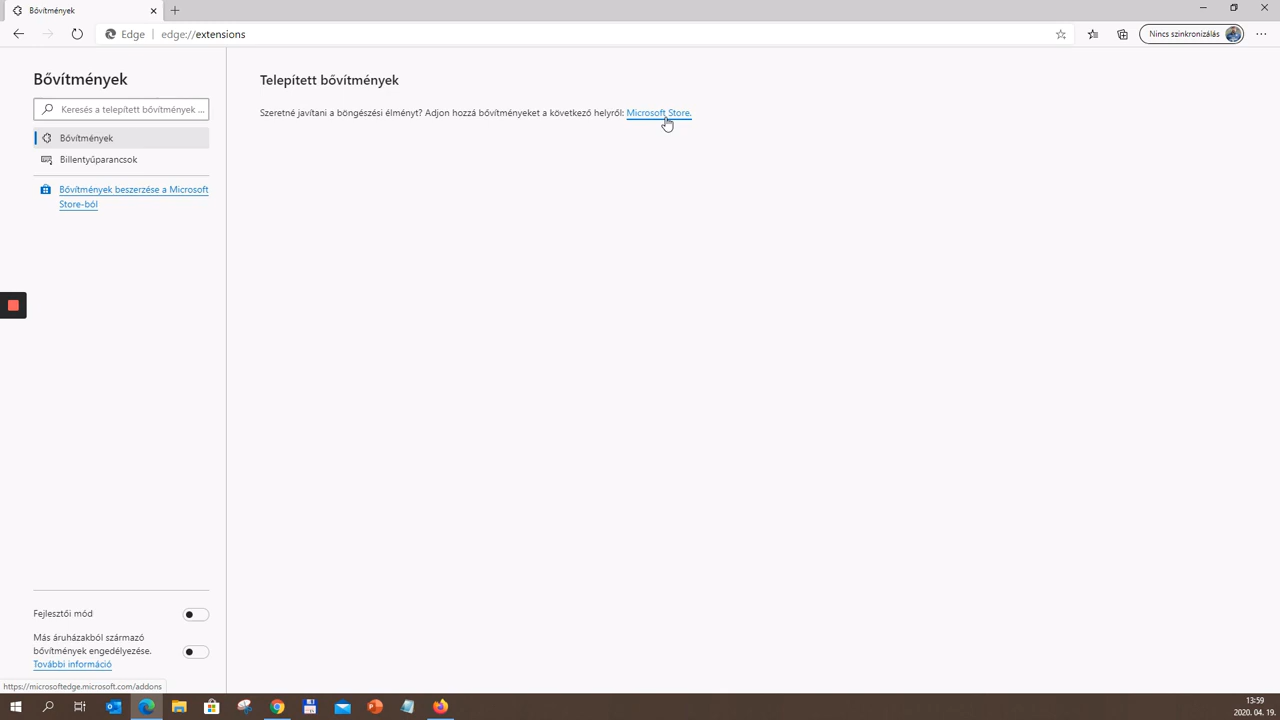 Bővítmények
Edge
edge://extensions
Nincs szinkronizálás
Bővítmények
Keresés a telepített bővítmények ...
Bővítmények
Billentyűparancsok
Bővítmények beszerzése a Microsoft
Store-ból
Telepített bővítmények
Szeretné javítani a böngészési élményt? Adjon hozzá bővítményeket a következő helyről: Microsoft Store.
Fejlesztői mód
Más áruházakból származó
bővítmények engedélyezése.
További információ
https://microsoftedge.microsoft.com/addons
13:59
2020. 04. 19.